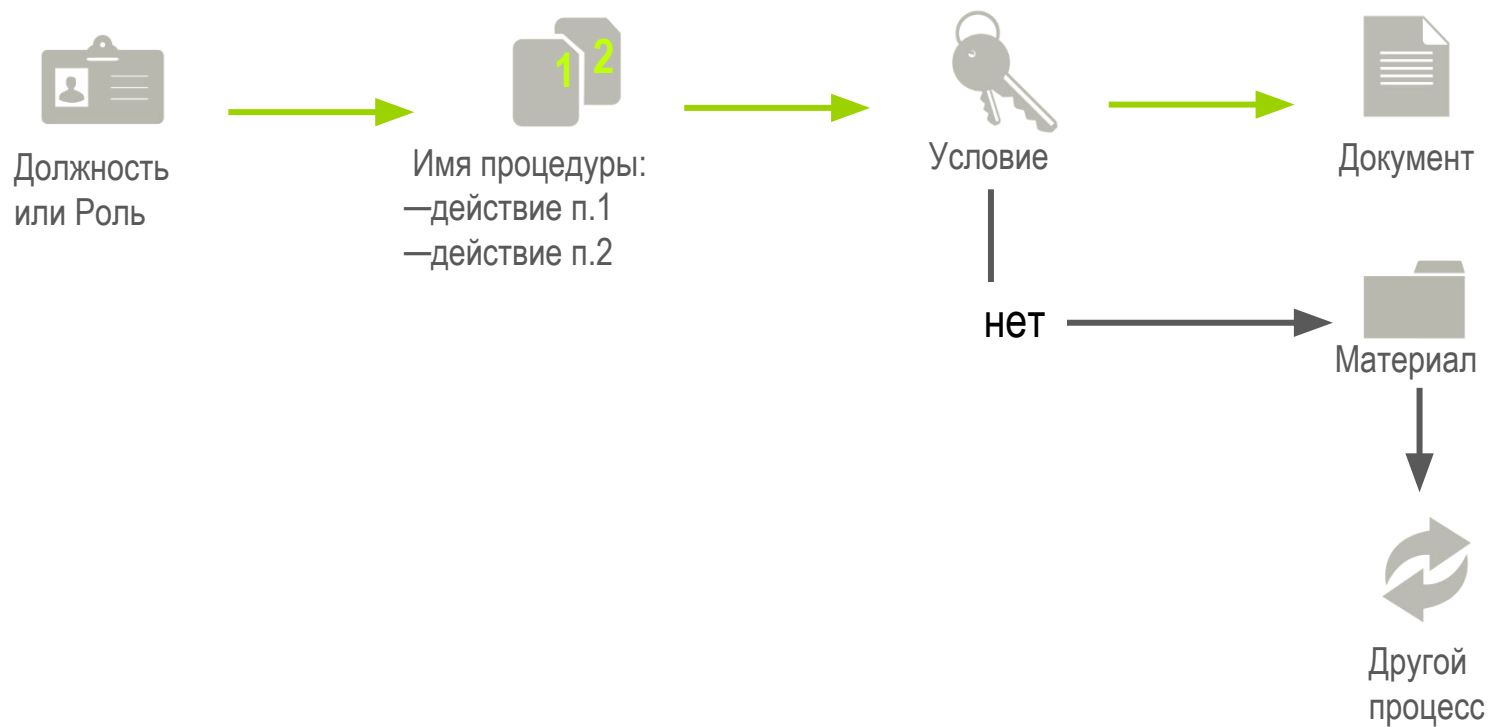 1 2
Должность
или Роль
Имя процедуры:
—действие п.1
—действие п.2
Условие
Документ
нет
Материал
Другой
процесс